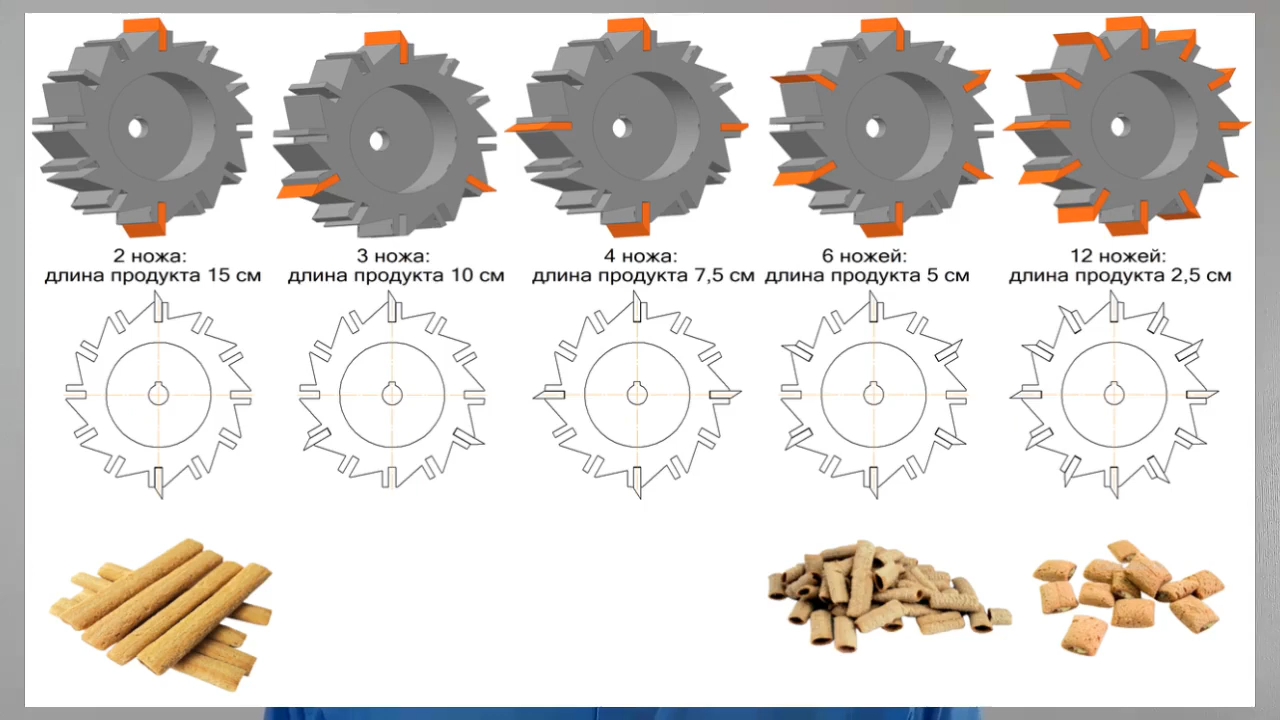 2 ножа:
длина продукта 15 см
3 ножа:
длина продукта 10 см
4 ножа:
длина продукта 7,5 см
6 ножей:
длина продукта 5 см
12 ножей:
длина продукта 2,5 см